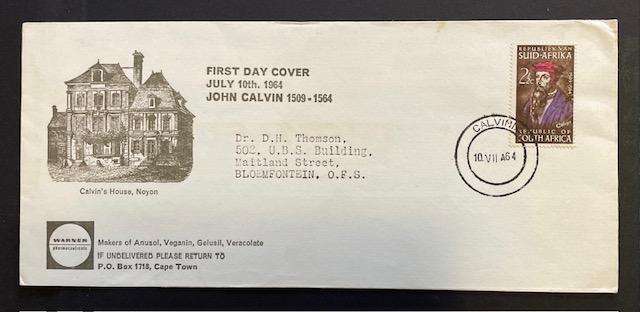 FIRST DAY COVER
JULY 10th. 1964
JOHN CALVIN 1509-1564
REPUBLIEK VAN
SUID-AFRIKA
2½c
REPUBLIC OF
SOUTH AFRICA
CALVINIA
10.VII.64
Dr. D.H. Thomson,
502, U.B.S. Building,
Maitland Street,
BLOEMFONTEIN, O.F.S.
Calvin's House, Noyon
WARNER
pharmaceuticals
Makers of Anusol, Veganin, Gelusil, Veracolate
IF UNDELIVERED PLEASE RETURN TO
P.O. Box 1718, Cape Town